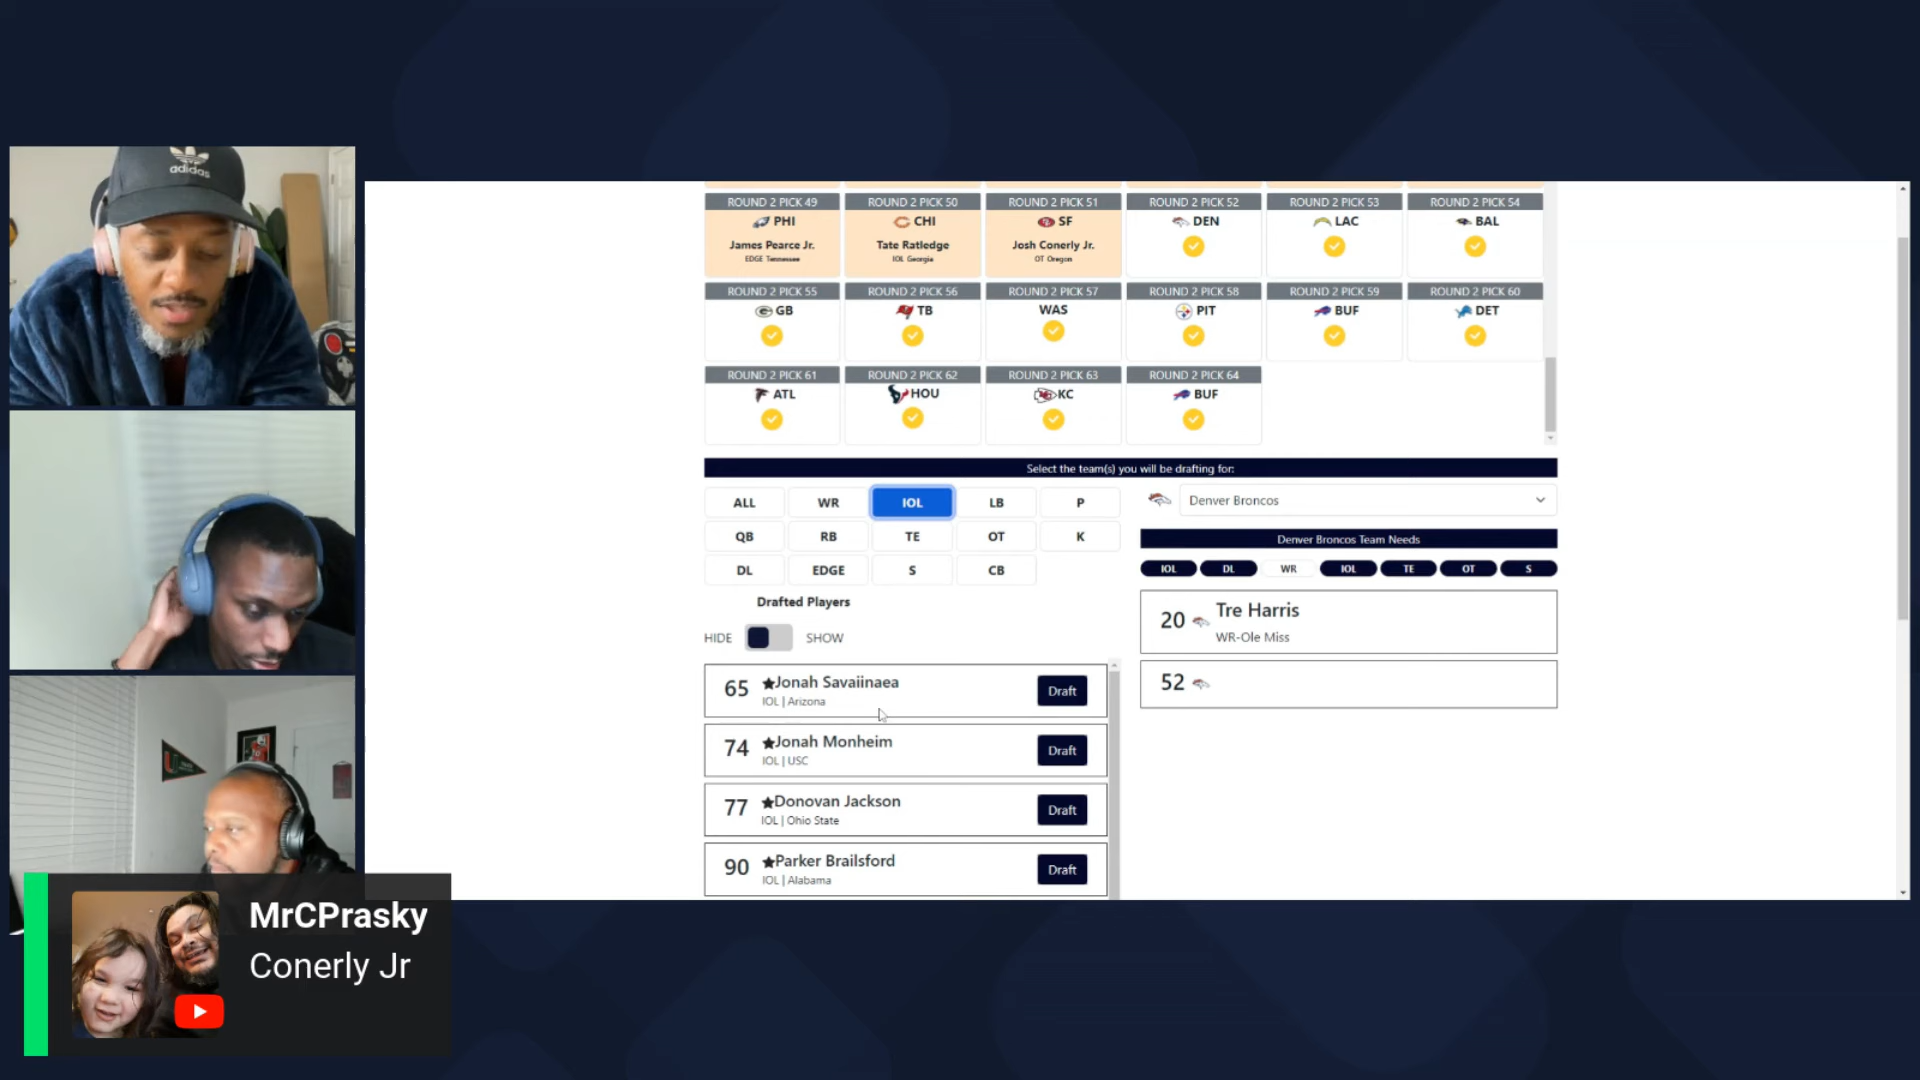 adidas
ROUND 2 PICK 49
PHI
James Pearce Jr.
EDGE Tennessee
ROUND 2 PICK 50
CHI
Tate Ratledge
IOL Georgia
ROUND 2 PICK 51
SF
Josh Conerly Jr.
OT Oregon
ROUND 2 PICK 52
DEN
ROUND 2 PICK 53
LAC
ROUND 2 PICK 54
BAL
ROUND 2 PICK 55
GB
ROUND 2 PICK 56
TB
ROUND 2 PICK 57
WAS
ROUND 2 PICK 58
PIT
ROUND 2 PICK 59
BUF
ROUND 2 PICK 60
DET
ROUND 2 PICK 61
ATL
ROUND 2 PICK 62
HOU
ROUND 2 PICK 63
KC
ROUND 2 PICK 64
BUF
Select the team(s) you will be drafting for:
ALL WR IOL LB P
QB RB TE OT K
DL EDGE S CB
Drafted Players
HIDE SHOW
65 ★Jonah Savaiinaea
IOL | Arizona
Draft
74 ★Jonah Monheim
IOL | USC
Draft
77 ★Donovan Jackson
IOL | Ohio State
Draft
90 ★Parker Brailsford
IOL | Alabama
Draft
Denver Broncos
Denver Broncos Team Needs
IOL DL WR IOL TE OT S
20 Tre Harris
WR-Ole Miss
52
MrCPrasky
Conerly Jr